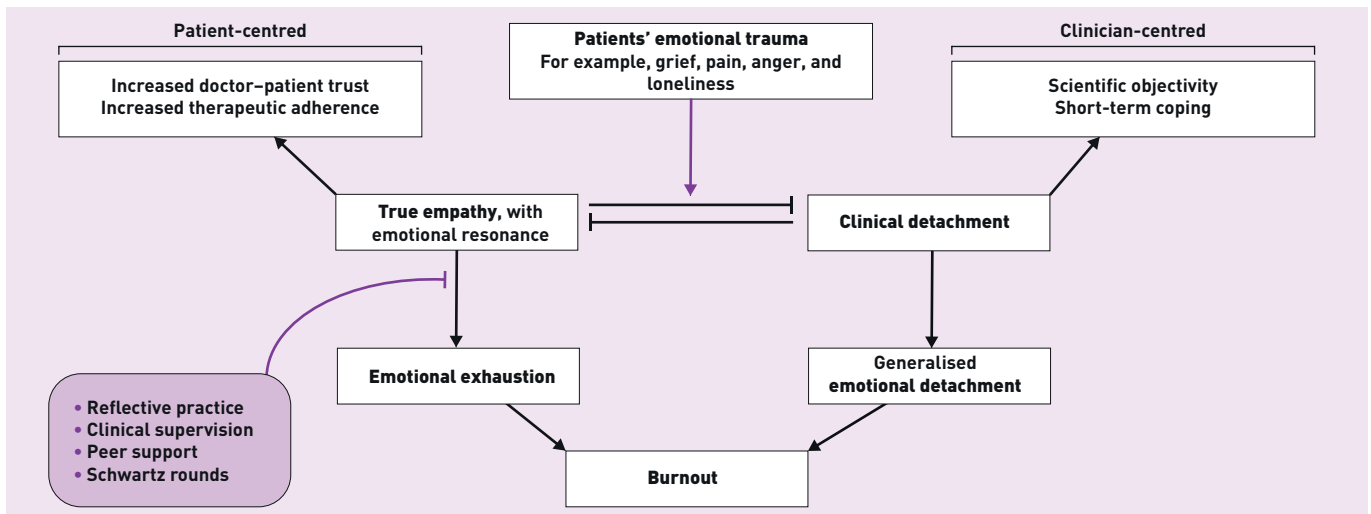 Patient-centred
Increased doctor–patient trust
Increased therapeutic adherence
Patients’ emotional trauma
For example, grief, pain, anger, and
loneliness
Clinician-centred
Scientific objectivity
Short-term coping
True empathy, with
emotional resonance
Clinical detachment
Emotional exhaustion
Generalised
emotional detachment
• Reflective practice
• Clinical supervision
• Peer support
• Schwartz rounds
Burnout